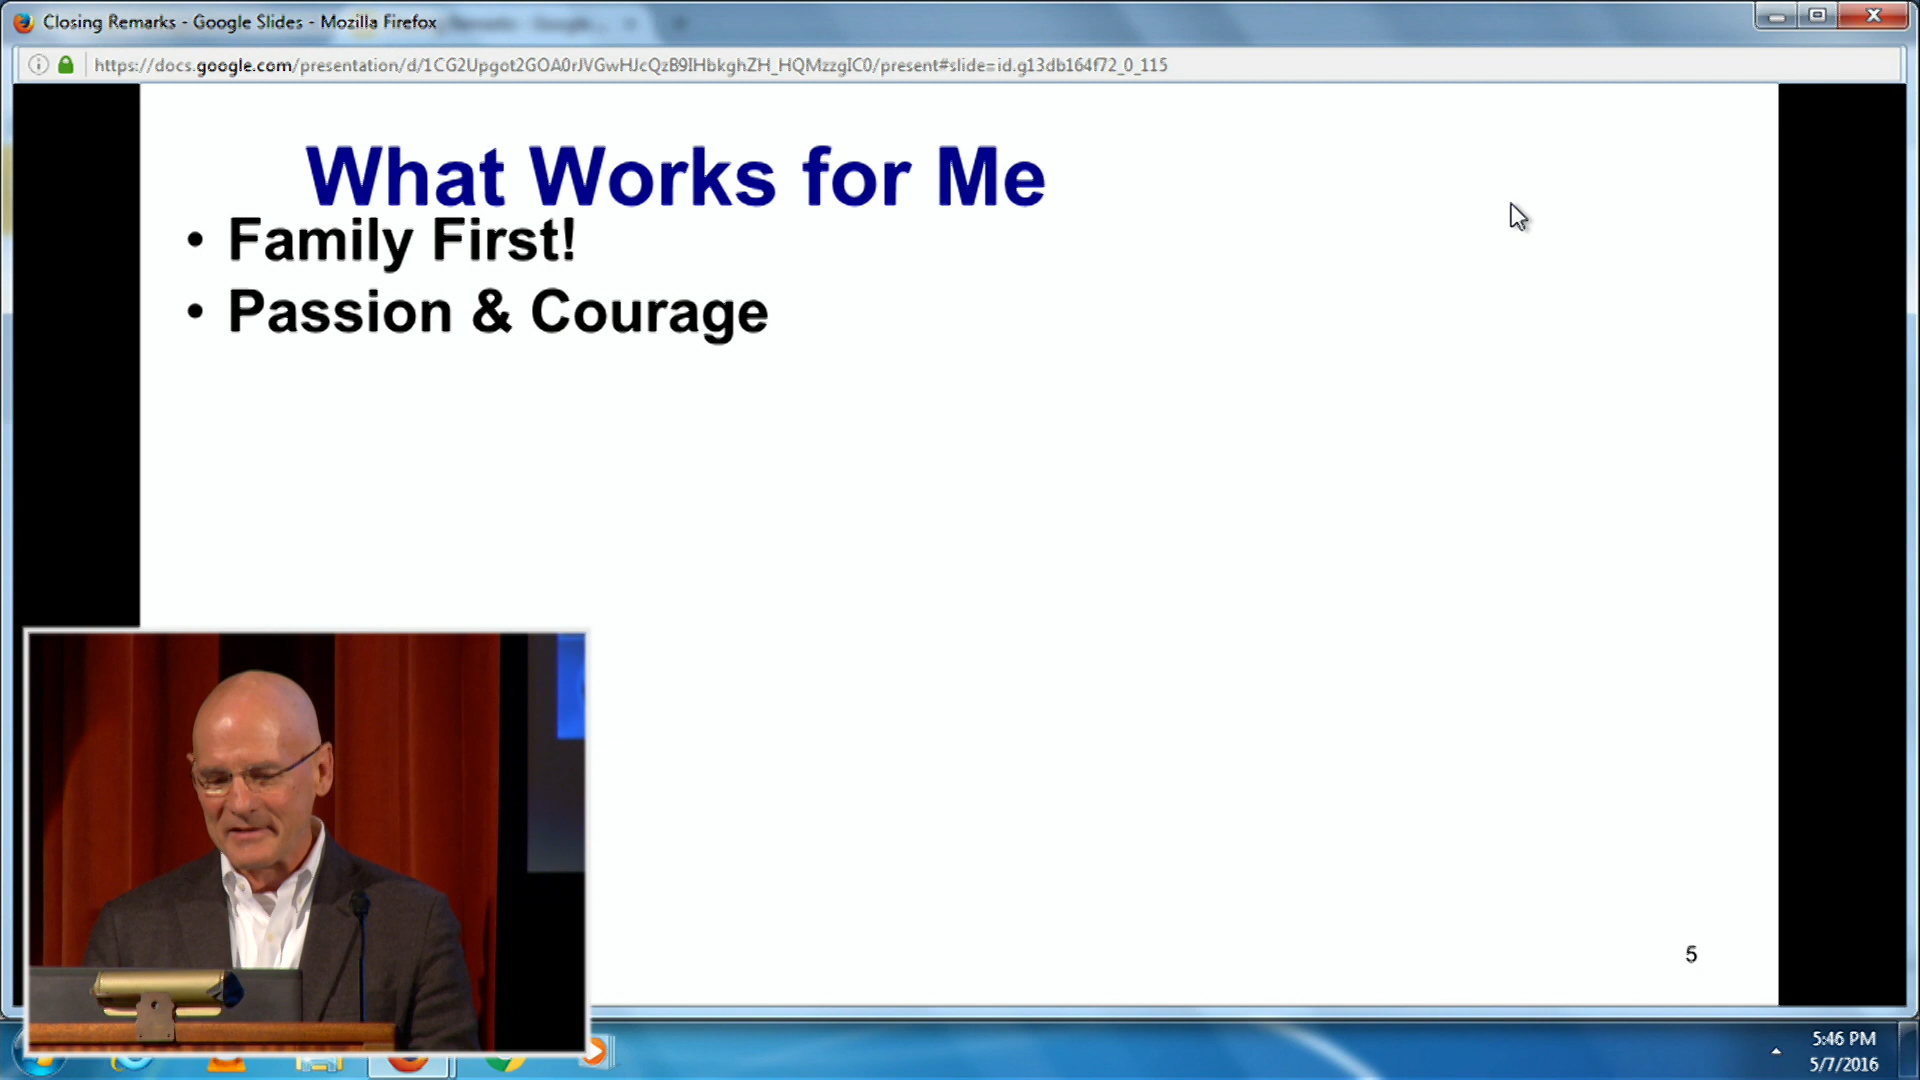 Closing Remarks - Google Slides - Mozilla Firefox
https://docs.google.com/presentation/d/1CG2Upgot2GOA0rJVGwHJcQzB9IHbkghZH_HQMzzgIC0/present#slide=id.g13db164f72_0_115
What Works for Me
• Family First!
• Passion & Courage
5
5:46 PM
5/7/2016